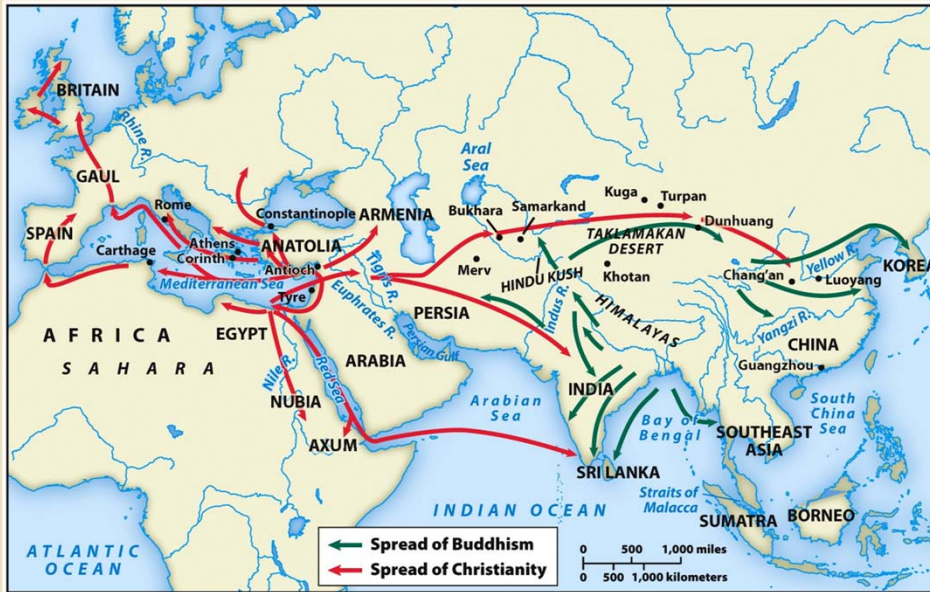 BRITAIN
Rhine R.
GAUL
SPAIN
Rome
Carthage
Athens
Corinth
Constantinople
ANATOLIA
ARMENIA
Antioch
Tyre
Mediterranean Sea
Tigris R.
Euphrates R.
Aral
Sea
Bukhara
Samarkand
Merv
HINDU KUSH
Kuga
Turpan
Dunhuang
TAKLAMAKAN
DESERT
Khotan
Chang'an
Yellow R.
Luoyang
KOREA
PERSIA
Persian Gulf
Indus R.
HIMALAYAS
Yangzi R.
CHINA
Guangzhou
AFRICA
SAHARA
EGYPT
Nile R.
Red Sea
ARABIA
NUBIA
AXUM
Arabian
Sea
INDIA
Bay of
Bengal
SOUTHEAST
ASIA
South
China
Sea
SRI LANKA
Straits of
Malacca
SUMATRA
BORNEO
INDIAN OCEAN
ATLANTIC
OCEAN
Spread of Buddhism
Spread of Christianity
0 500 1,000 miles
0 500 1,000 kilometers